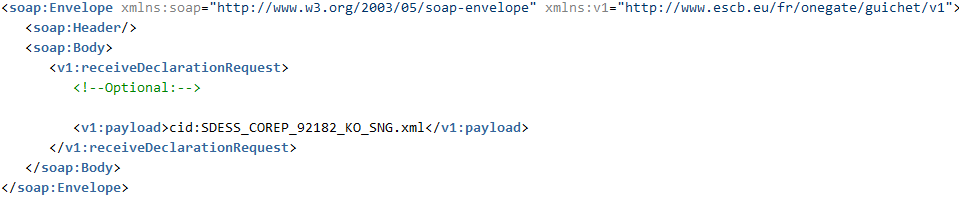 <soap:Envelope xmlns:soap="http://www.w3.org/2003/05/soap-envelope" xmlns:v1="http://www.escb.eu/fr/onegate/guichet/v1">
<soap:Header/>
<soap:Body>
<v1:receiveDeclarationRequest>
<!--Optional:-->
<v1:payload>cid:SDESS_COREP_92182_KO_SNG.xml</v1:payload>
</v1:receiveDeclarationRequest>
</soap:Body>
</soap:Envelope>